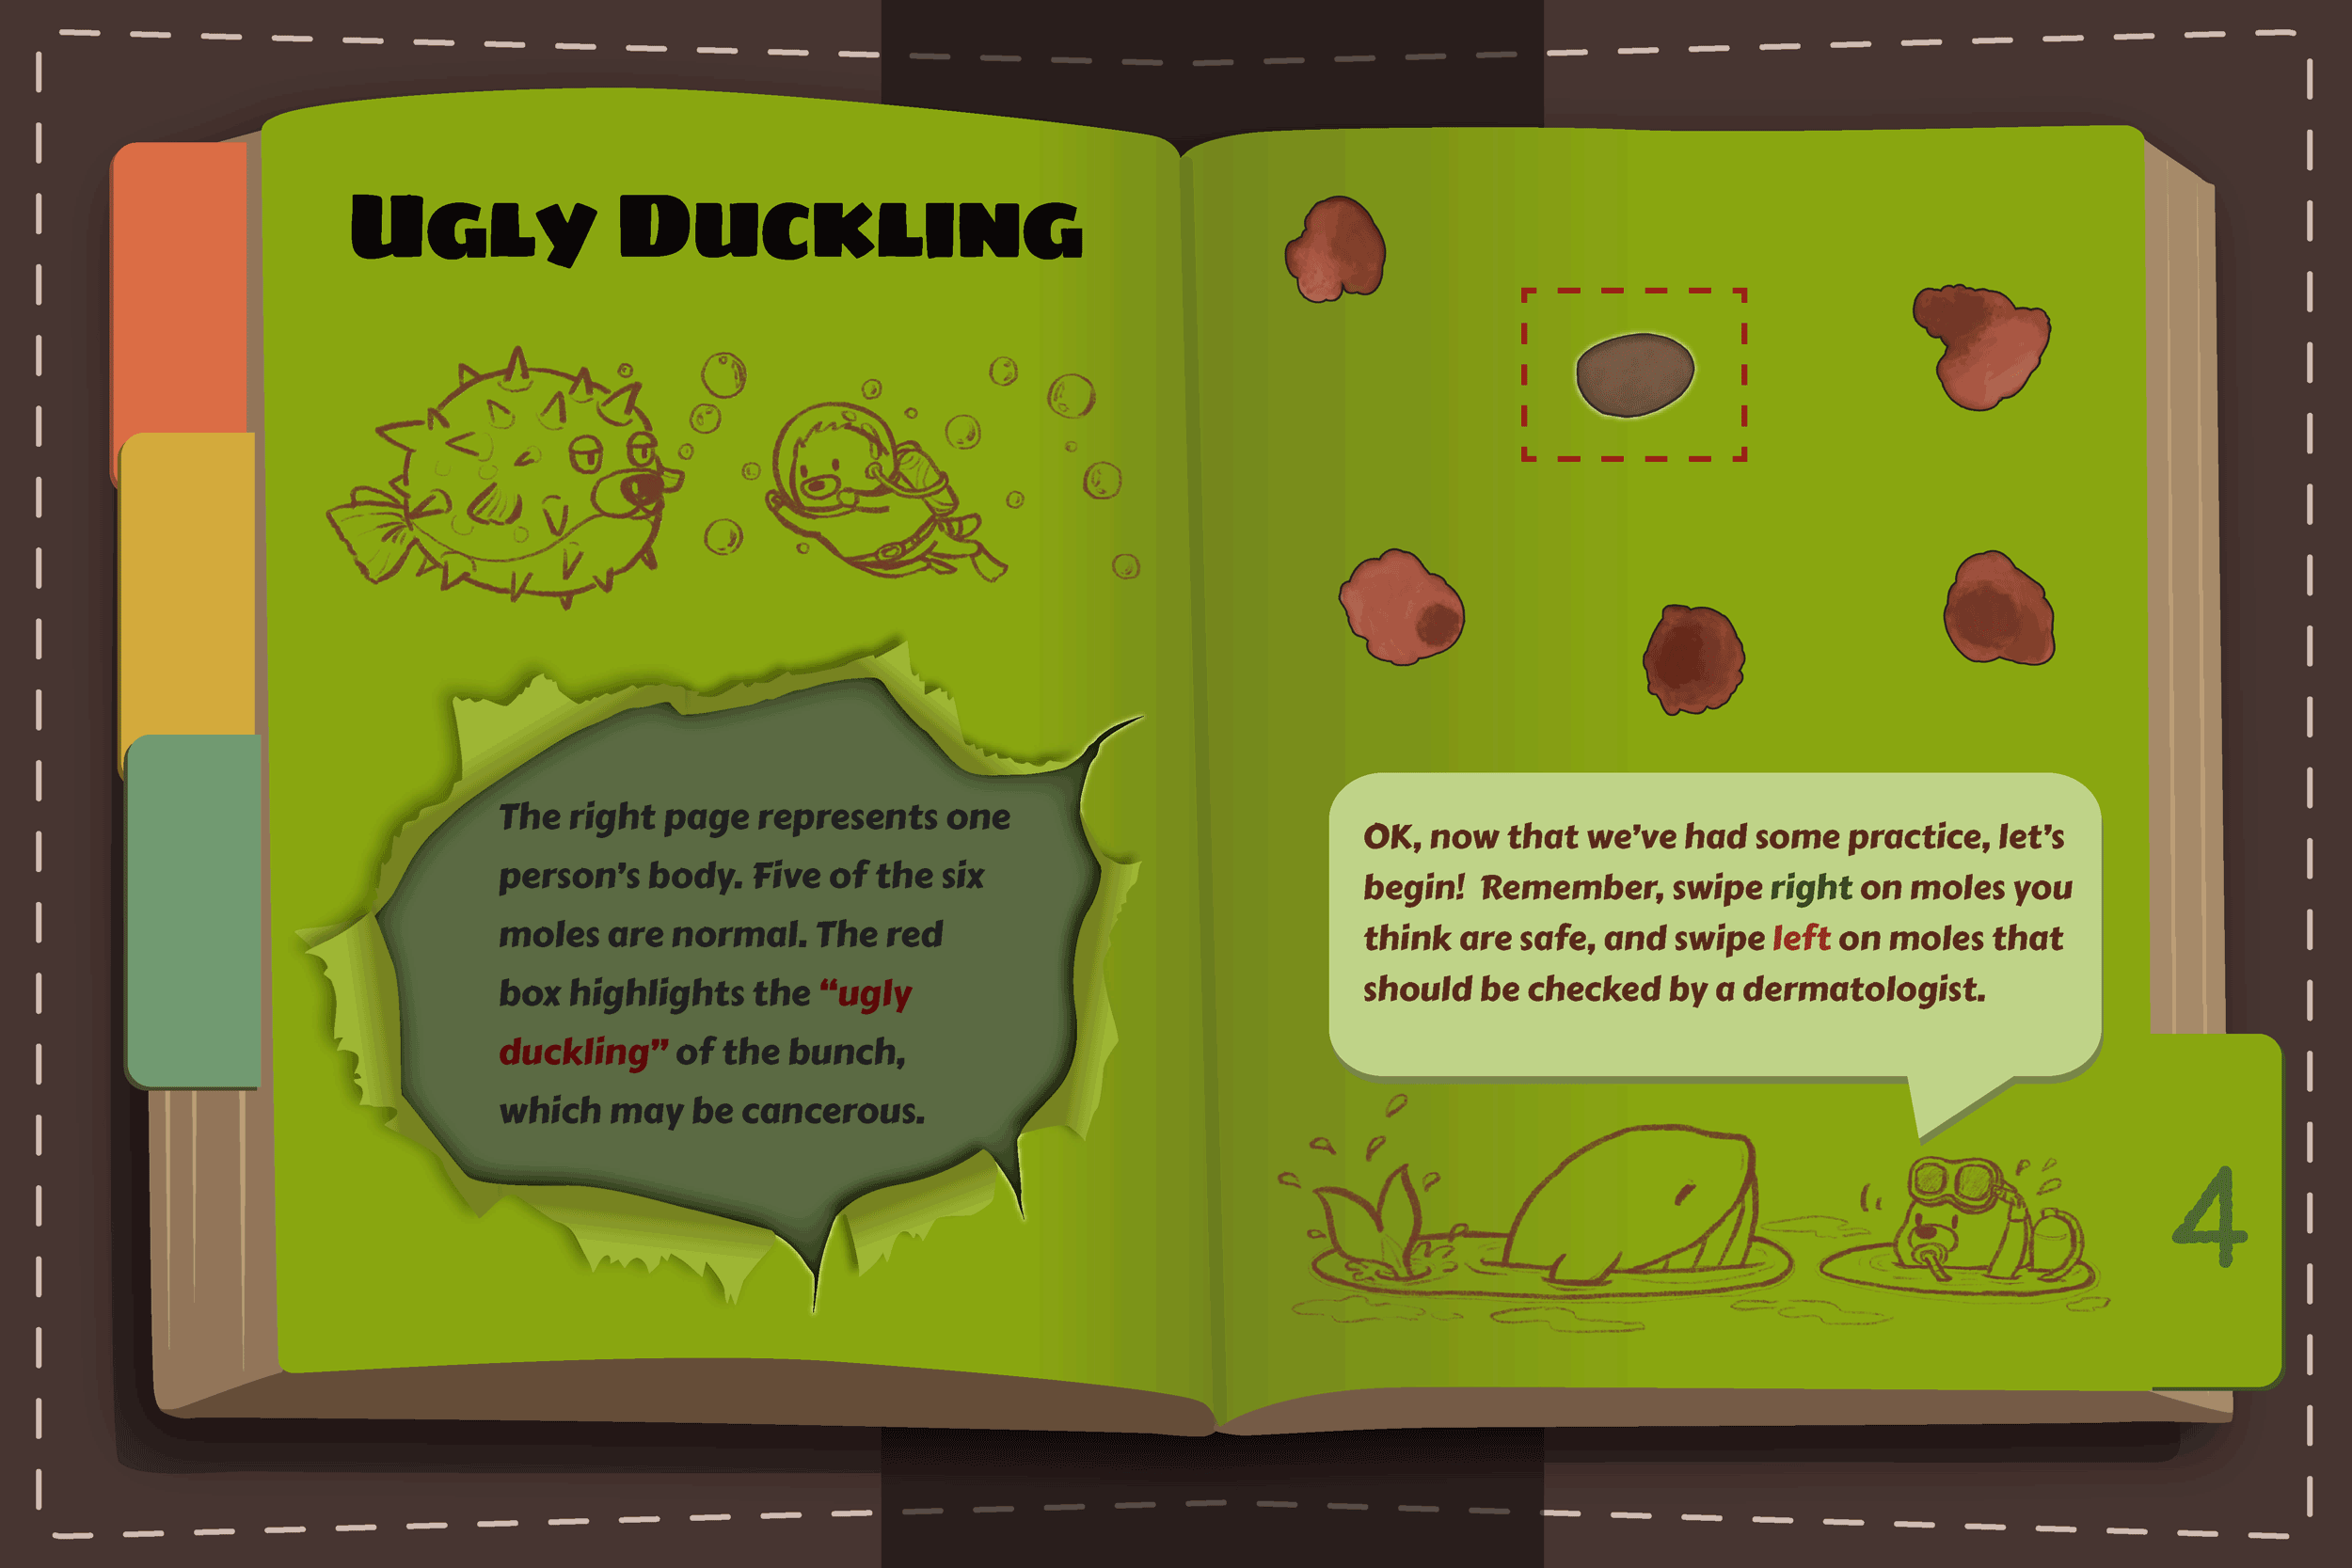 Ugly Duckling
The right page represents one
person’s body. Five of the six
moles are normal. The red
box highlights the “ugly
duckling” of the bunch,
which may be cancerous.
OK, now that we’ve had some practice, let’s
begin!  Remember, swipe right on moles you
think are safe, and swipe left on moles that
should be checked by a dermatologist.
4